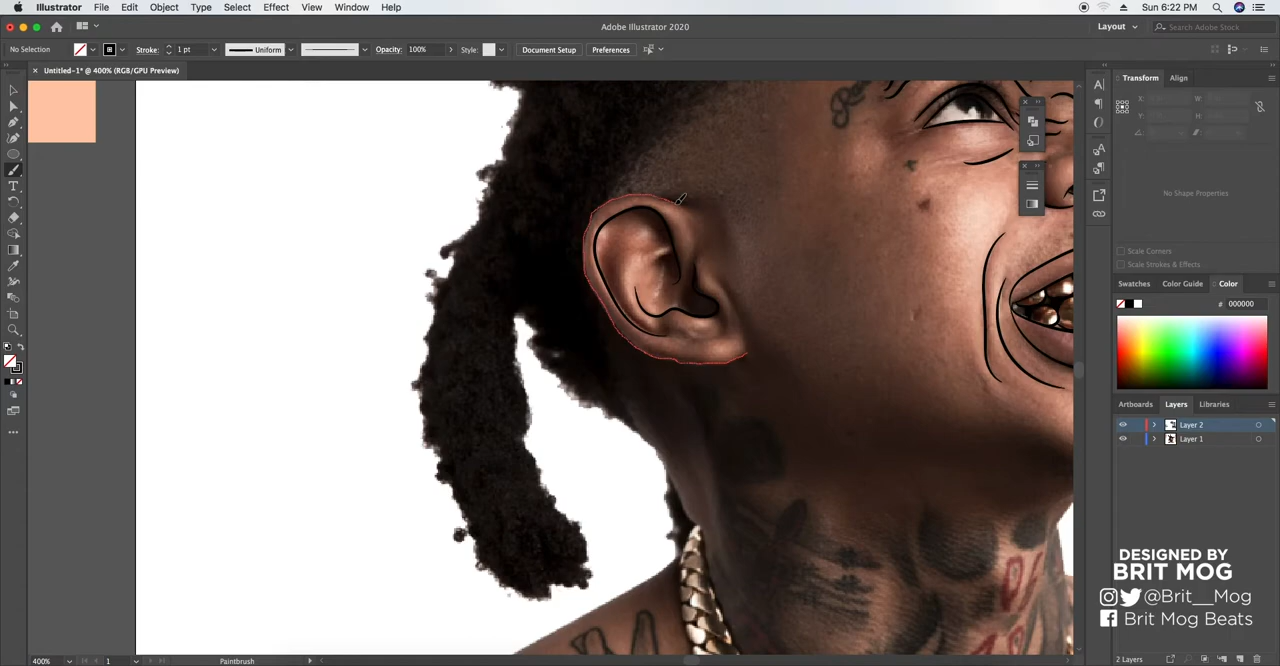 Illustrator File Edit Object Type Select Effect View Window Help
Sun 6:22 PM
Adobe Illustrator 2020
Layout
Search Adobe Stock
No Selection
Stroke: 1 pt
Uniform
Opacity: 100%
Style:
Document Setup
Preferences
Untitled-1* @ 400% (RGB/GPU Preview)
Transform Align
X:
Y:
W:
H:
No Shape Properties
Scale Corners
Scale Strokes & Effects
Swatches Color Guide Color
# 000000
Artboards Layers Libraries
Layer 2
Layer 1
DESIGNED BY
BRIT MOG
@Brit__Mog
Brit Mog Beats
400%
1
Paintbrush
2 Layers